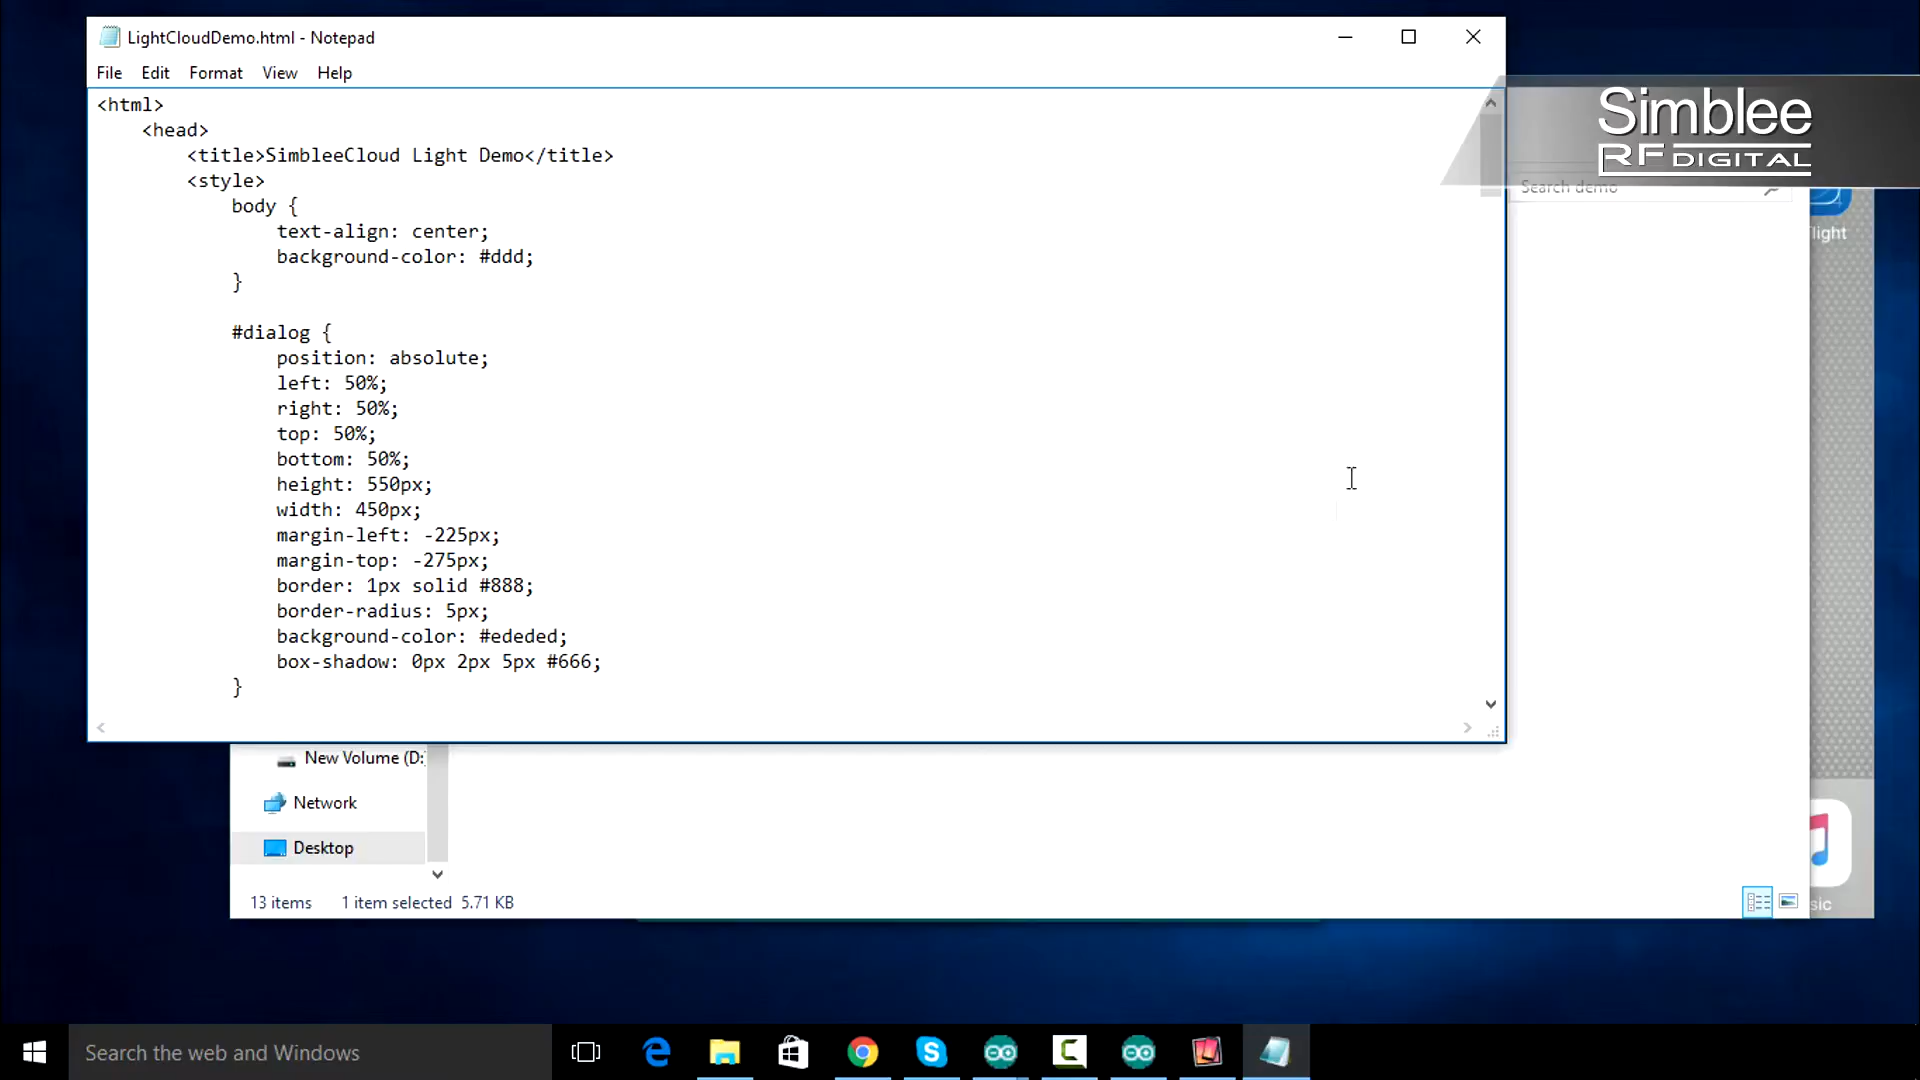 LightCloudDemo.html - Notepad
File Edit Format View Help
<html>
<head>
<title>SimbleeCloud Light Demo</title>
<style>
body {
text-align: center;
background-color: #ddd;
}
#dialog {
position: absolute;
left: 50%;
right: 50%;
top: 50%;
bottom: 50%;
height: 550px;
width: 450px;
margin-left: -225px;
margin-top: -275px;
border: 1px solid #888;
border-radius: 5px;
background-color: #ededed;
box-shadow: 0px 2px 5px #666;
}
Simblee
RF DIGITAL
Search demo
light
New Volume (D:
Network
Desktop
13 items 1 item selected 5.71 KB
sic
Search the web and Windows